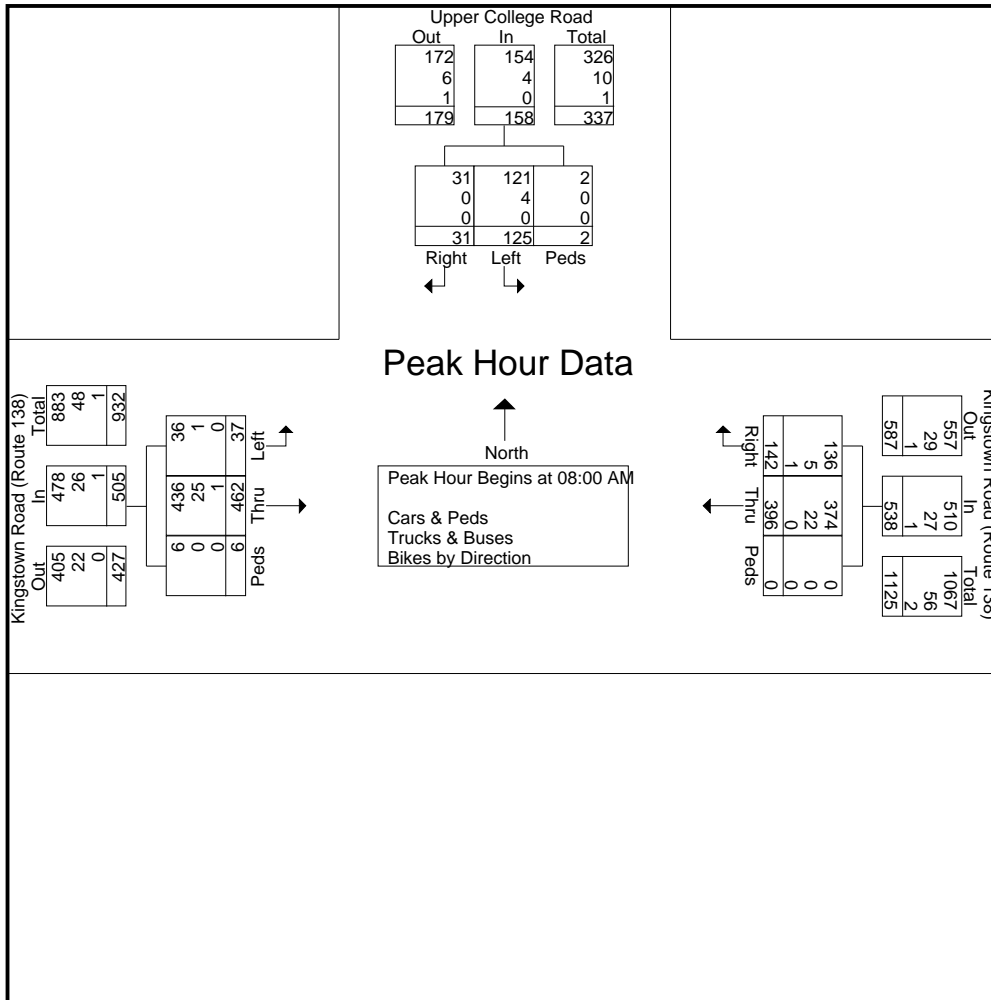 Upper College Road
Out In Total
172 154 326
6 4 10
1 0 1
179 158 337
31 121 2
0 4 0
0 0 0
31 125 2
Right Left Peds
Peak Hour Data
North
Peak Hour Begins at 08:00 AM
Cars & Peds
Trucks & Buses
Bikes by Direction
Kingstown Road (Route 138)
Out In Total
405 478 883
22 26 48
0 1 1
427 505 932
Peds Thru Left
6 436 36
0 25 1
0 1 0
6 462 37
Kingstown Road (Route 138)
Out In Total
557 510 1067
29 27 56
1 1 2
587 538 1125
136 374 0
5 22 0
1 0 0
142 396 0
Right Thru Peds